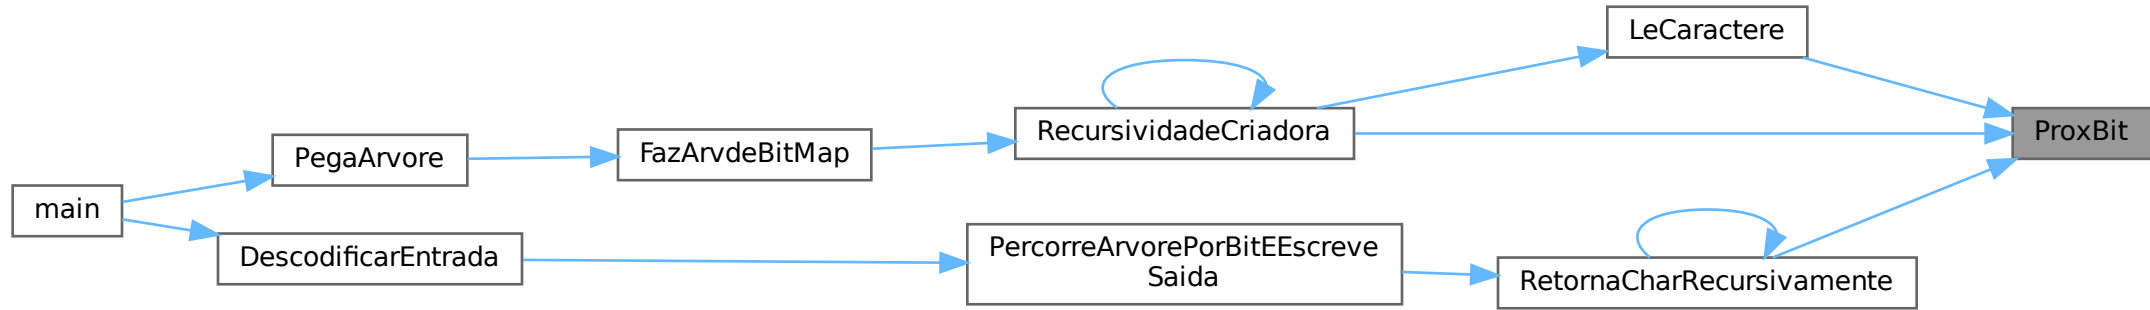 LeCaractere
ProxBit
RecursividadeCriadora
PegaArvore
FazArvdeBitMap
main
DescodificarEntrada
PercorreArvorePorBitEEscreve
Saida
RetornaCharRecursivamente